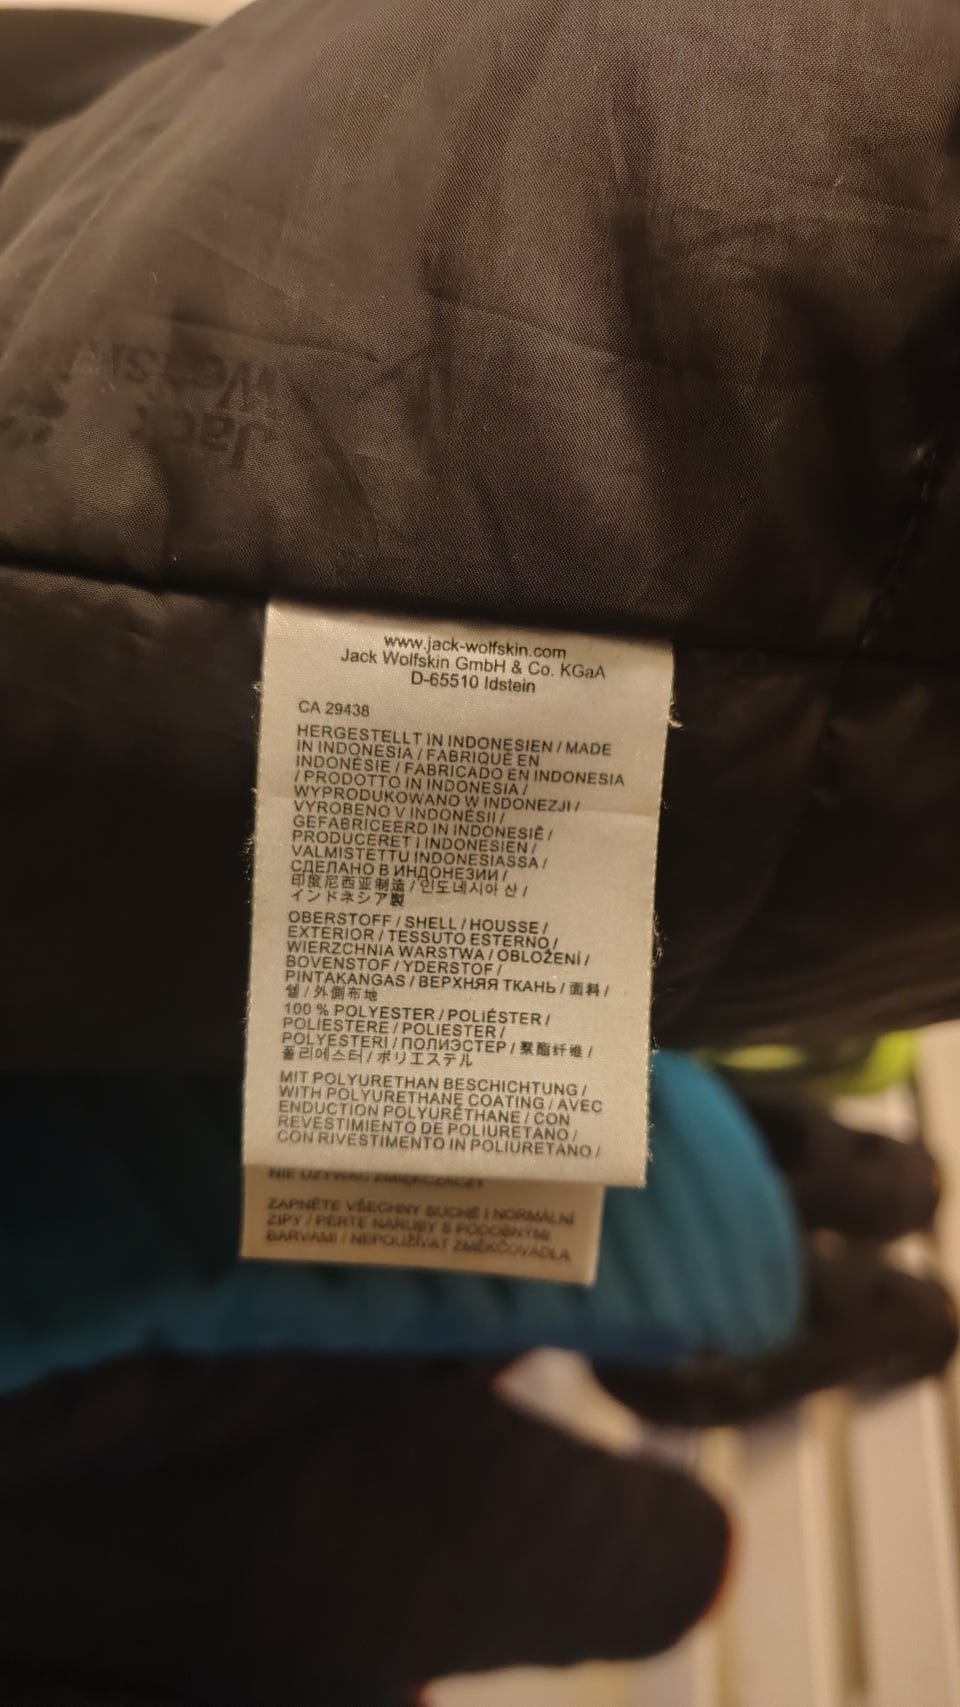 Jack
Wolfskin
www.jack-wolfskin.com
Jack Wolfskin GmbH & Co. KGaA
D-65510 Idstein
CA 29438
HERGESTELLT IN INDONESIEN / MADE
IN INDONESIA / FABRIQUÉ EN
INDONÉSIE / FABRICADO EN INDONESIA
/ PRODOTTO IN INDONESIA /
WYPRODUKOWANO W INDONEZJI /
VYROBENO V INDONÉSII /
GEFABRICEERD IN INDONESIË /
PRODUCERET I INDONESIEN /
VALMISTETTU INDONESIASSA /
СДЕЛАНО В ИНДОНЕЗИИ /
印度尼西亚制造 / 인도네시아 산 /
インドネシア製
OBERSTOFF / SHELL / HOUSSE /
EXTERIOR / TESSUTO ESTERNO /
WIERZCHNIA WARSTWA / OBLOŽENÍ /
BOVENSTOF / YDERSTOF /
PINTAKANGAS / ВЕРХНЯЯ ТКАНЬ / 面料 /
쉘 / 外側布地
100 % POLYESTER / POLIÉSTER /
POLIESTERE / POLIESTER /
POLYESTERI / ПОЛИЭСТЕР / 聚酯纤维 /
폴리에스터 / ポリエステル
MIT POLYURETHAN BESCHICHTUNG /
WITH POLYURETHANE COATING / AVEC
ENDUCTION POLYURÉTHANE / CON
REVESTIMIENTO DE POLIURETANO /
CON RIVESTIMENTO IN POLIURETANO /
NIE UŻYWAĆ ZMIĘKCZACZY
ZAPNĚTE VŠECHNY SUCHÉ I NORMÁLNÍ
ZIPY / PERTE NARUBY S PODOBNÝMI
BARVAMI / NEPOUŽÍVAT ZMĚKČOVADLA